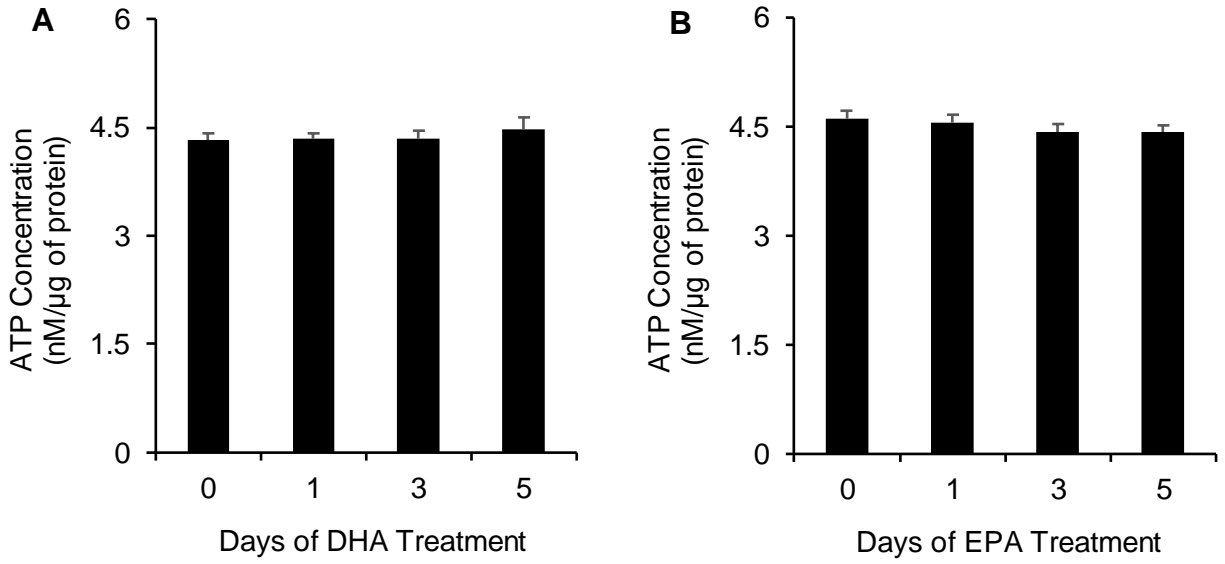 A
ATP Concentration
(nM/μg of protein)
6
4.5
3
1.5
0
0 1 3 5
Days of DHA Treatment
B
ATP Concentration
(nM/μg of protein)
6
4.5
3
1.5
0
0 1 3 5
Days of EPA Treatment